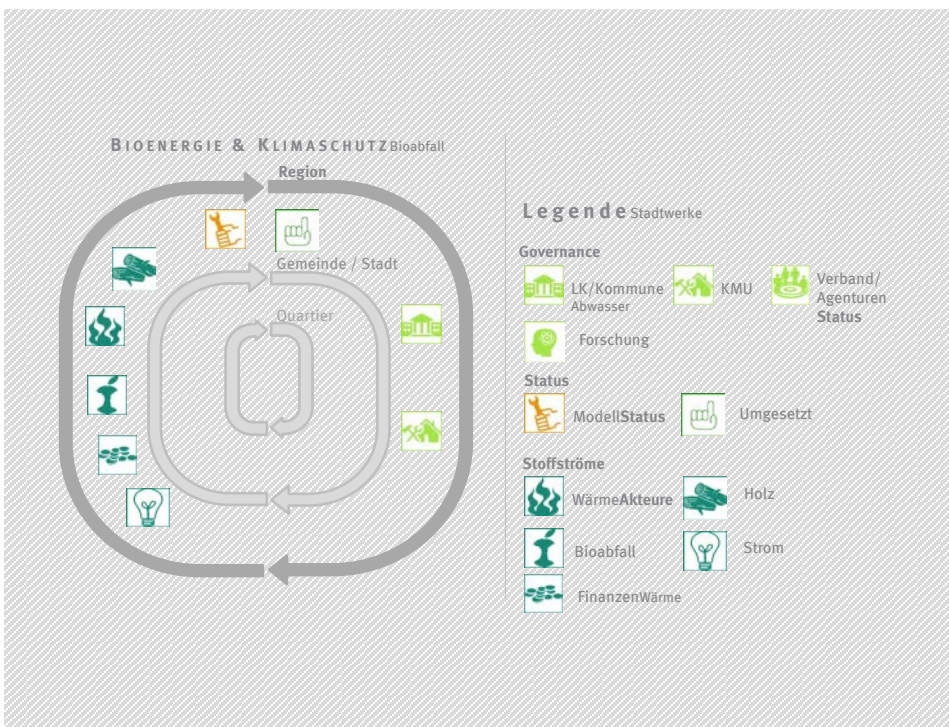 BIOENERGIE & KLIMASCHUTZ Bioabfall
Region
Gemeinde / Stadt
Quartier
Legende Stadtwerke
Governance
LK/Kommune
Abwasser
KMU
Verband/
Agenturen
Status
Forschung
Status
ModellStatus
Umgesetzt
Stoffströme
WärmeAkteure
Holz
Bioabfall
Strom
FinanzenWärme